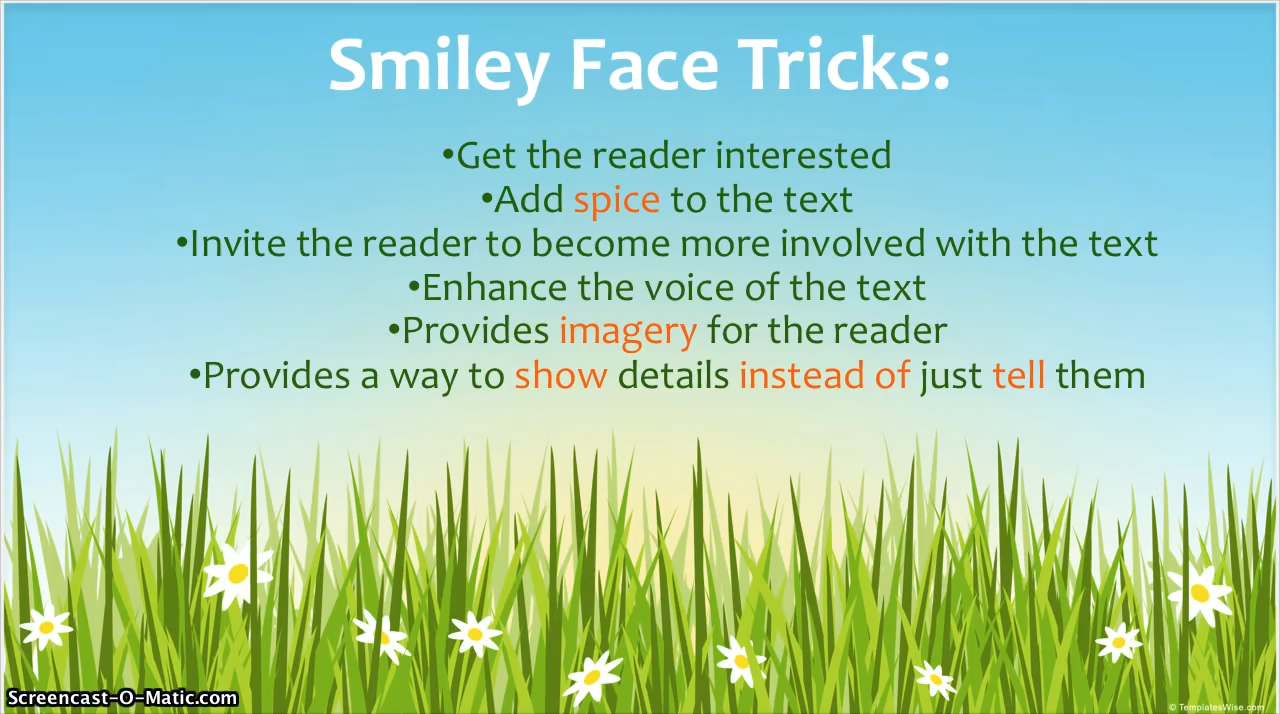 Smiley Face Tricks:
•Get the reader interested
•Add spice to the text
•Invite the reader to become more involved with the text
•Enhance the voice of the text
•Provides imagery for the reader
•Provides a way to show details instead of just tell them
Screencast-O-Matic.com
© TemplatesWise.com